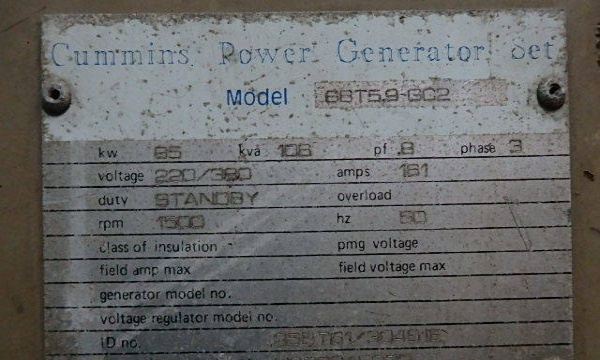 Cummins Power Generator Set
Model 6BT5.9-GC2
kw 85 kva 106 pf .8 phase 3
voltage 220/380 amps 161
duty STANDBY overload
rpm 1500 hz 50
class of insulation pmg voltage
field amp max field voltage max
generator model no.
voltage regulator model no.
ID no.